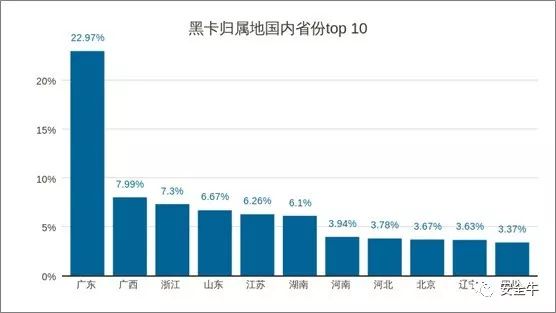 黑卡归属地国内省份top 10
22.97%
20%
7.99%
7.3%
6.67%
6.26%
6.1%
15%
10%
3.94%
3.78%
3.67%
3.63%
3.37%
5%
0%
广东
广西
浙江
山东
江苏
湖南
河南
河北
北京
辽宁
安全牛